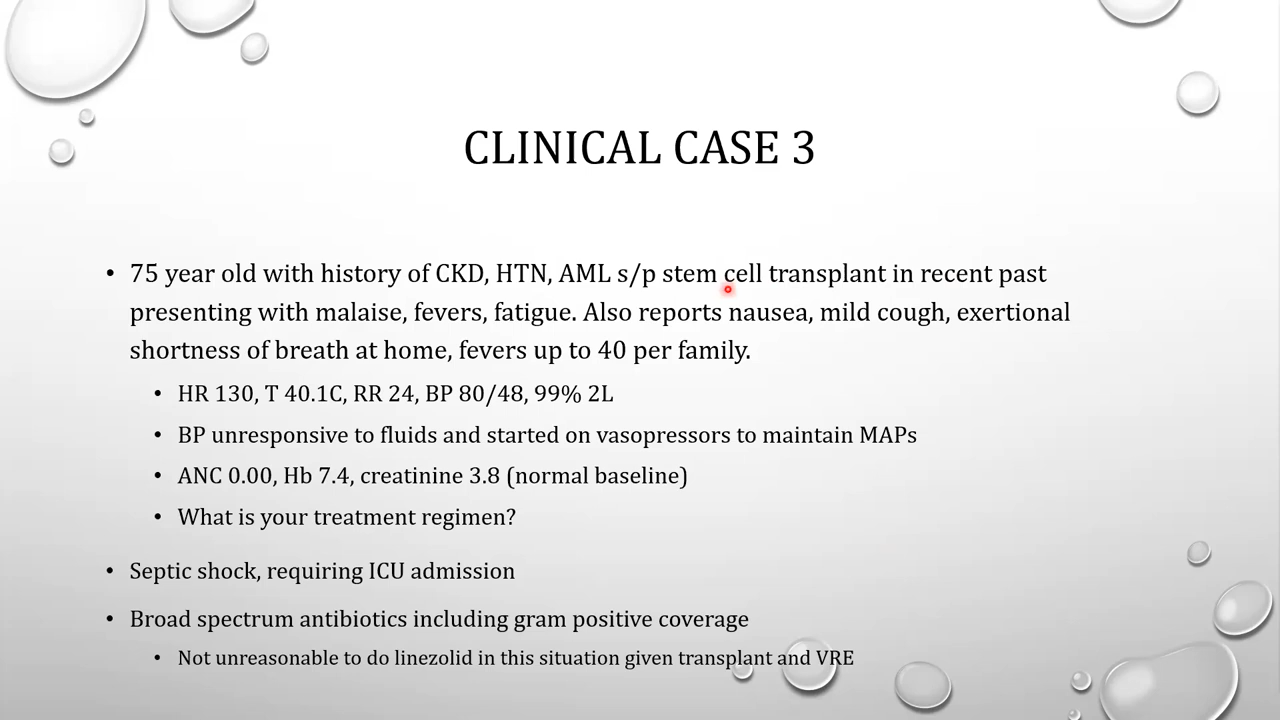 CLINICAL CASE 3
• 75 year old with history of CKD, HTN, AML s/p stem cell transplant in recent past
presenting with malaise, fevers, fatigue. Also reports nausea, mild cough, exertional
shortness of breath at home, fevers up to 40 per family.
• HR 130, T 40.1C, RR 24, BP 80/48, 99% 2L
• BP unresponsive to fluids and started on vasopressors to maintain MAPs
• ANC 0.00, Hb 7.4, creatinine 3.8 (normal baseline)
• What is your treatment regimen?
• Septic shock, requiring ICU admission
• Broad spectrum antibiotics including gram positive coverage
• Not unreasonable to do linezolid in this situation given transplant and VRE